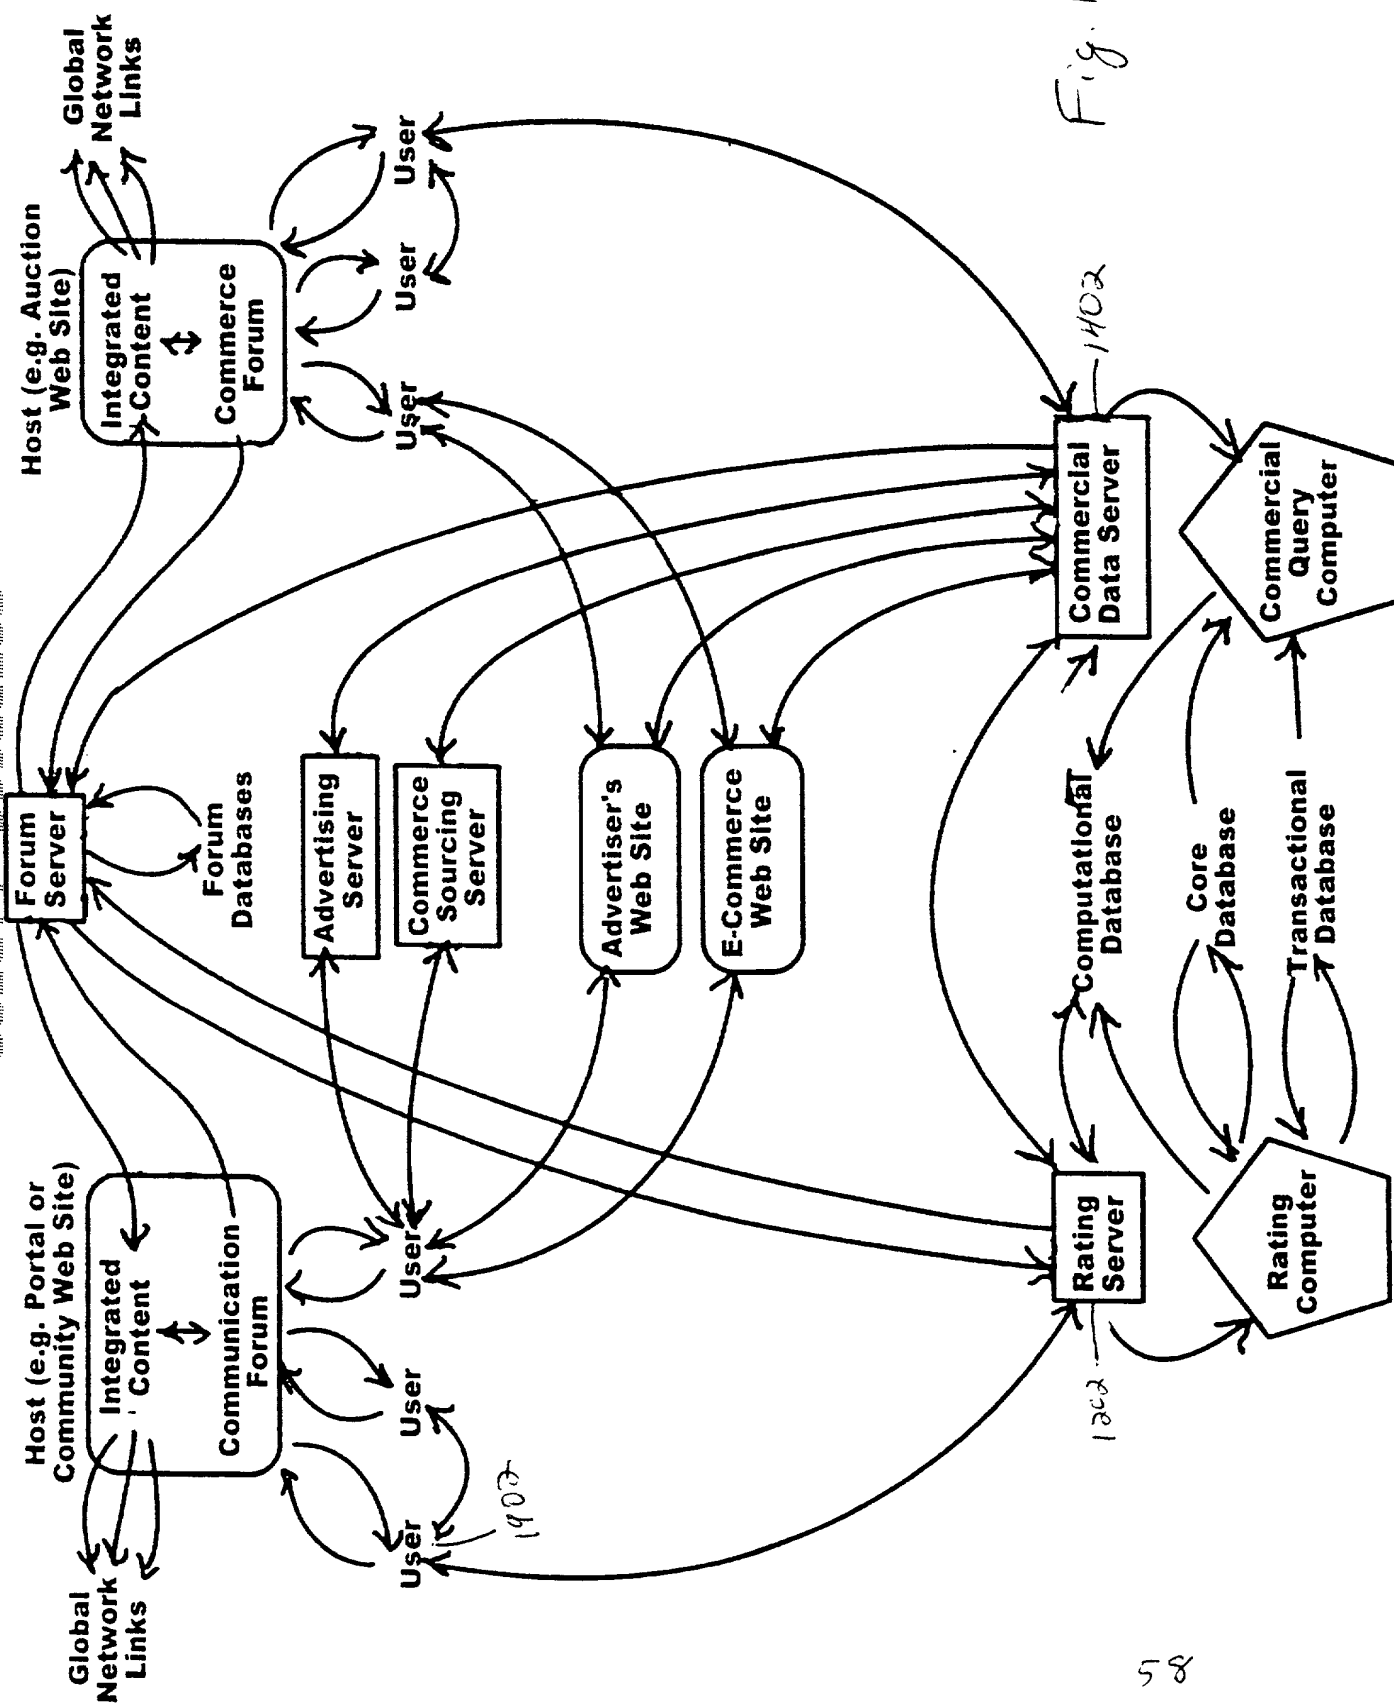 Host (e.g. Portal or
Community Web Site)
Global
Network
Links
Integrated
Content
Communication
Forum
User
User
User
1902
Forum
Server
Forum
Databases
Advertising
Server
Commerce
Sourcing
Server
Advertiser's
Web Site
E-Commerce
Web Site
Host (e.g. Auction
Web Site)
Global
Network
Links
Integrated
Content
Commerce
Forum
User
User
User
Rating
Server
1202
Rating
Computer
Computational
Database
Core
Database
Transactional
Database
Commercial
Data Server
1402
Commercial
Query
Computer
Fig.
58